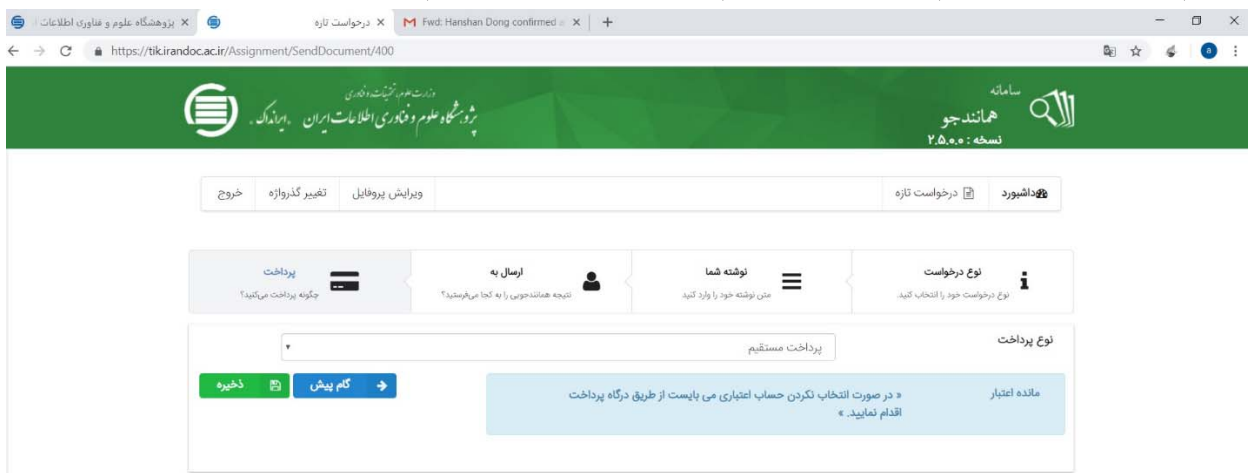 پژوهشگاه علوم و فناوری اطلاعات ا
درخواست تازه
Fwd: Hanshan Dong confirmed a
https://tik.irandoc.ac.ir/Assignment/SendDocument/400
سامانه
همانندجو
نسخه : ۲.۵.۰.۰
وزارت علوم، تحقیقات و فناوری
پژوهشگاه علوم و فناوری اطلاعات ایران . ایرانداک .
داشبورد
درخواست تازه
ویرایش پروفایل
تغییر گذرواژه
خروج
نوع درخواست
نوع درخواست خود را انتخاب کنید.
نوشته شما
متن نوشته خود را وارد کنید
ارسال به
نتیجه همانندجویی را به کجا می‌فرستید؟
پرداخت
چگونه پرداخت می‌کنید؟
نوع پرداخت
پرداخت مستقیم
گام پیش
ذخیره
مانده اعتبار
« در صورت انتخاب نکردن حساب اعتباری می بایست از طریق درگاه پرداخت
اقدام نمایید. »